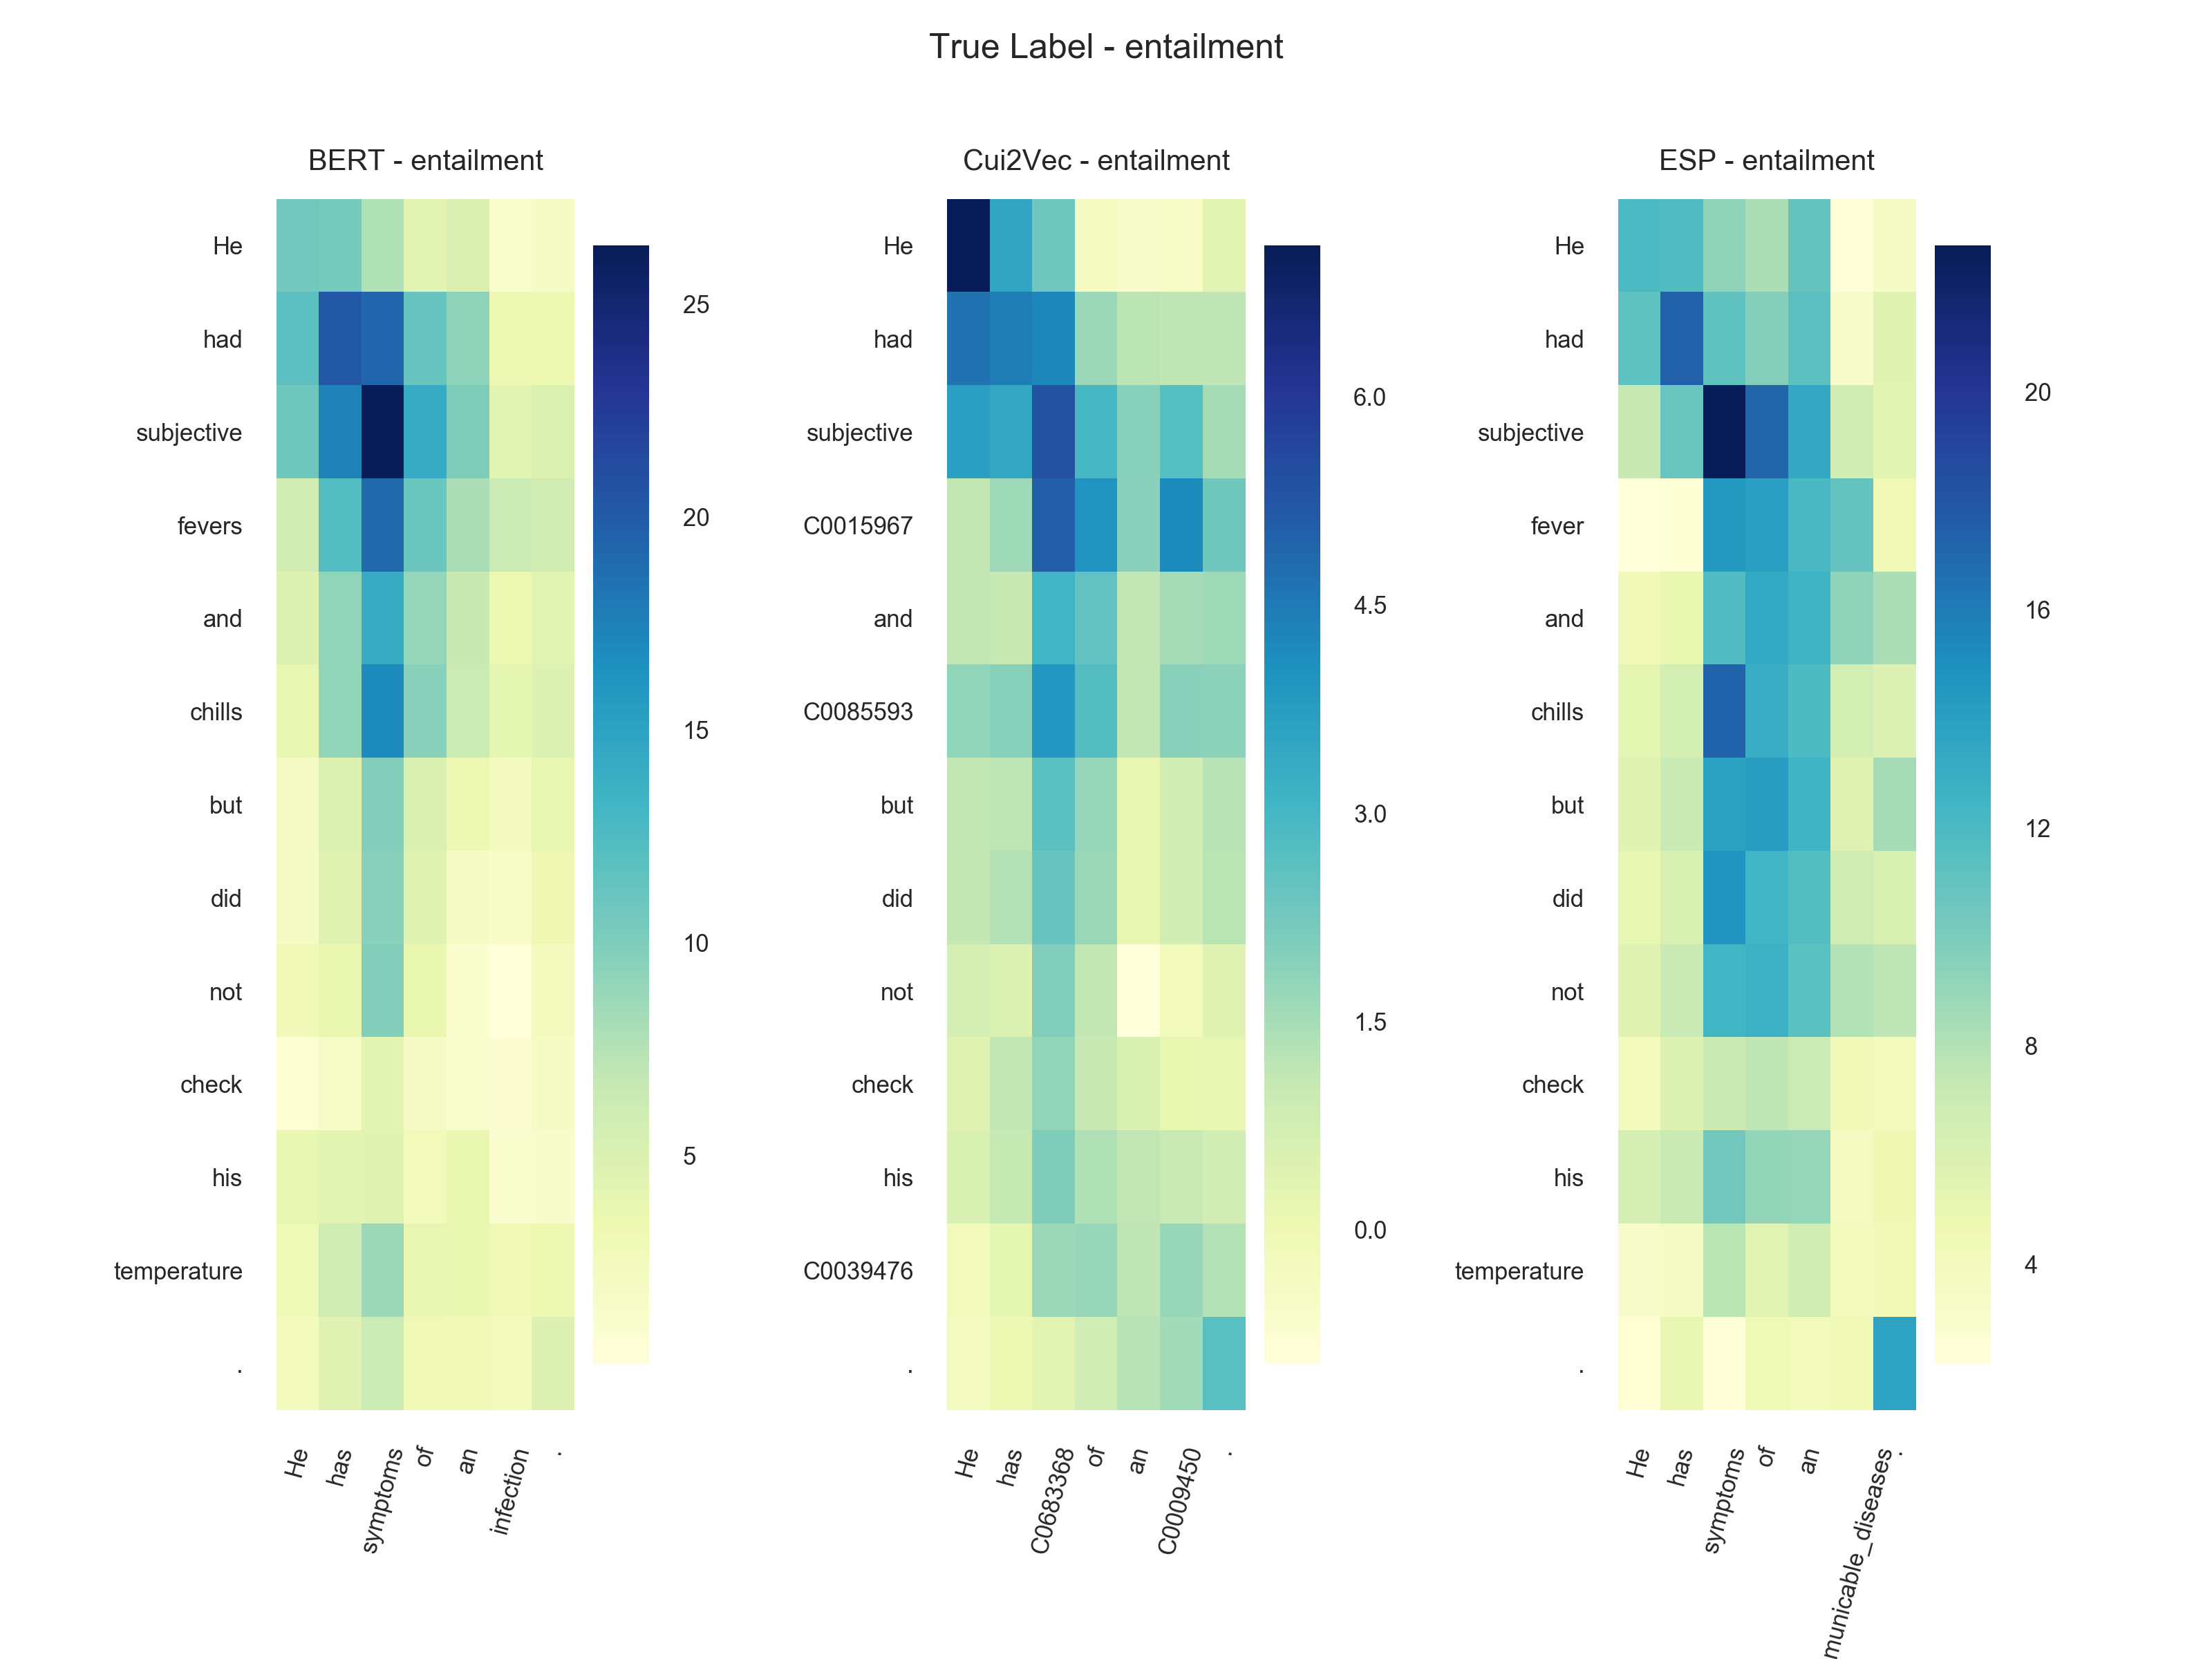 True Label - entailment
BERT - entailment
He
had
subjective
fevers
and
chills
but
did
not
check
his
temperature
.
He
has
symptoms
of
an
infection
.
25
20
15
10
5
Cui2Vec - entailment
He
had
subjective
C0015967
and
C0085593
but
did
not
check
his
C0039476
.
He
has
C0683368
of
an
C0009450
.
6.0
4.5
3.0
1.5
0.0
ESP - entailment
He
had
subjective
fever
and
chills
but
did
not
check
his
temperature
.
He
has
symptoms
of
an
municable_diseases
.
20
16
12
8
4